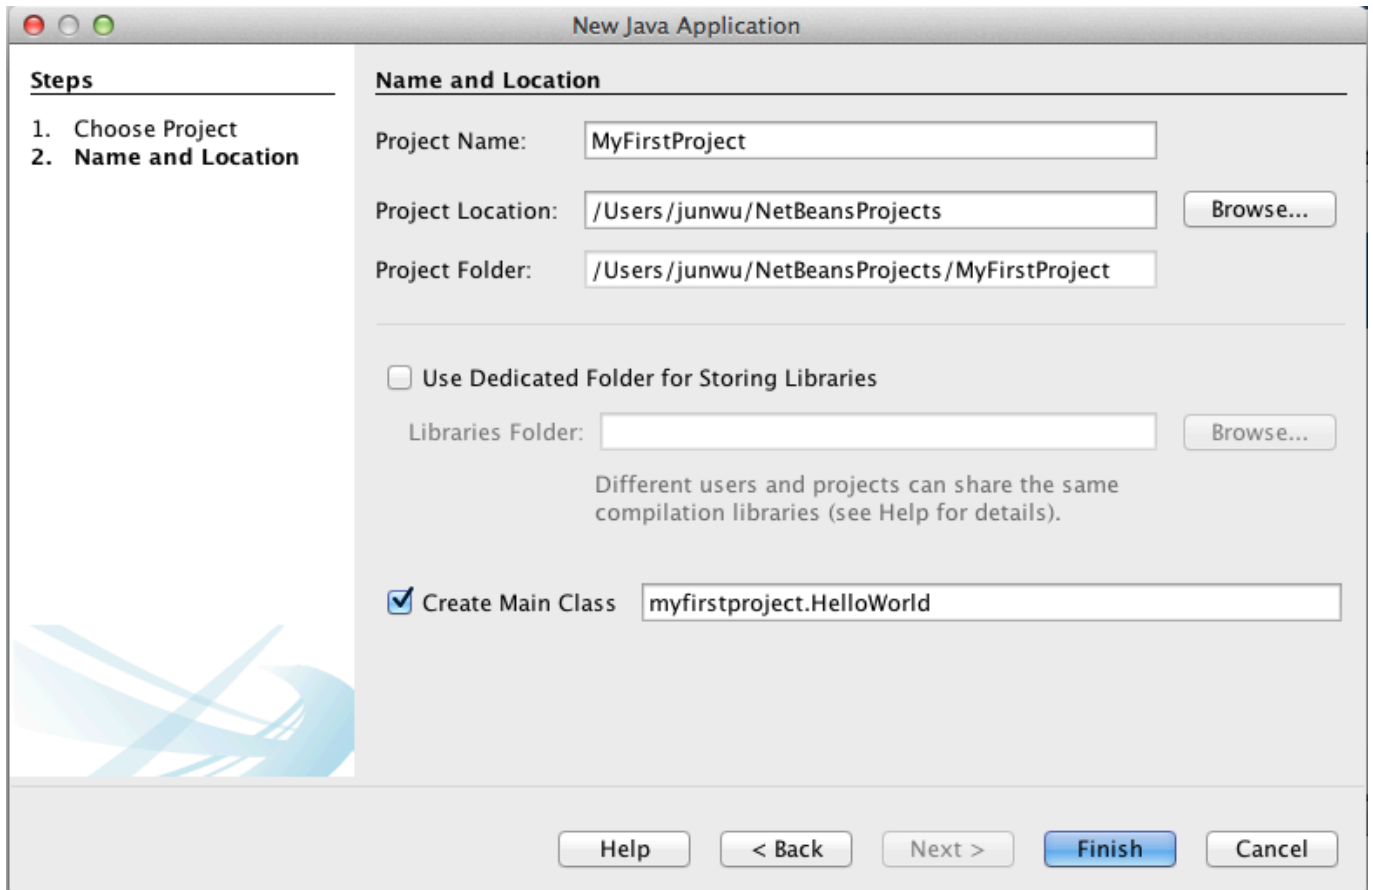 New Java Application
Steps
1. Choose Project
2. Name and Location
Name and Location
Project Name: MyFirstProject
Project Location: /Users/junwu/NetBeansProjects Browse...
Project Folder: /Users/junwu/NetBeansProjects/MyFirstProject
Use Dedicated Folder for Storing Libraries
Libraries Folder: Browse...
Different users and projects can share the same
compilation libraries (see Help for details).
Create Main Class myfirstproject.HelloWorld
Help < Back Next > Finish Cancel